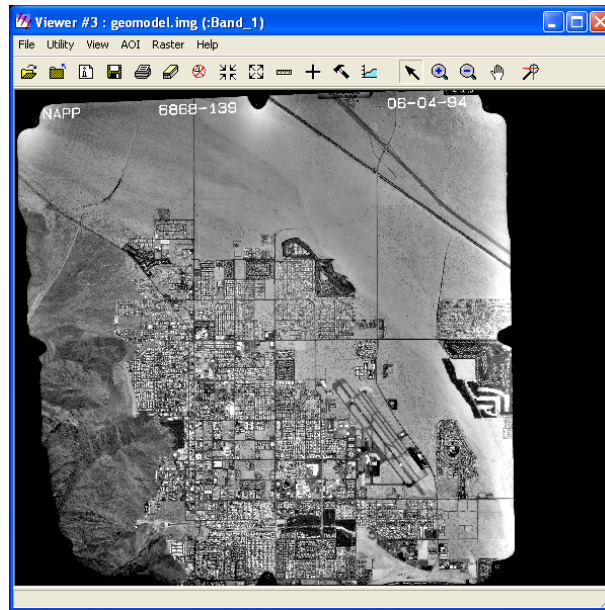 Viewer #3 : geomodel.img (:Band_1)
File Utility View AOI Raster Help
NAPP 6868-139 06-04-94